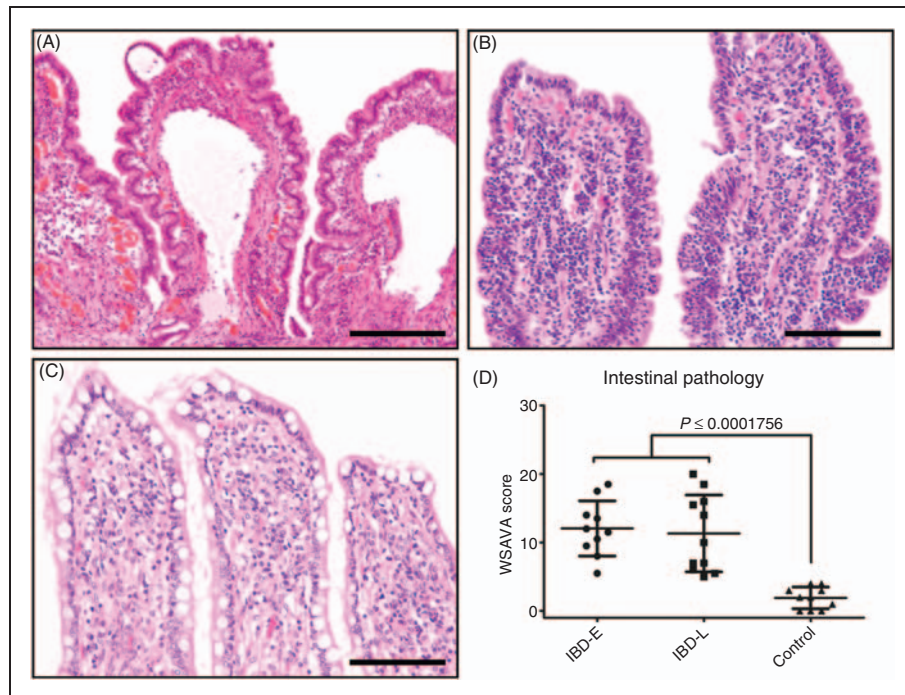 (A)
(B)
(C)
(D)
Intestinal pathology
P ≤ 0.0001756
WSAVA score
30
20
10
0
IBD-E
IBD-L
Control